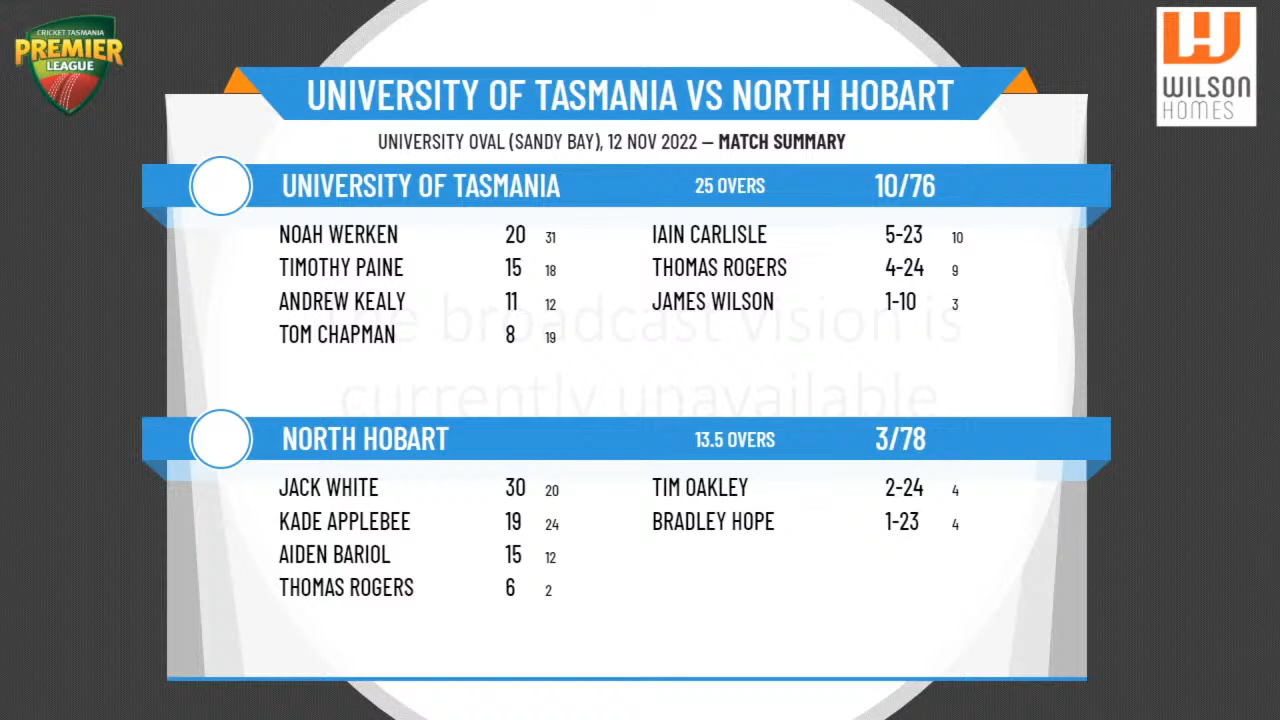 CRICKET TASMANIA
PREMIER
LEAGUE
WILSON
HOMES
UNIVERSITY OF TASMANIA VS NORTH HOBART
UNIVERSITY OVAL (SANDY BAY), 12 NOV 2022 – MATCH SUMMARY
UNIVERSITY OF TASMANIA 25 OVERS 10/76
NOAH WERKEN 20 31 IAIN CARLISLE 5-23 10
TIMOTHY PAINE 15 18 THOMAS ROGERS 4-24 9
ANDREW KEALY 11 12 JAMES WILSON 1-10 3
TOM CHAPMAN 8 19
broadcast vision is
currently unavailable
NORTH HOBART 13.5 OVERS 3/78
JACK WHITE 30 20 TIM OAKLEY 2-24 4
KADE APPLEBEE 19 24 BRADLEY HOPE 1-23 4
AIDEN BARIOL 15 12
THOMAS ROGERS 6 2